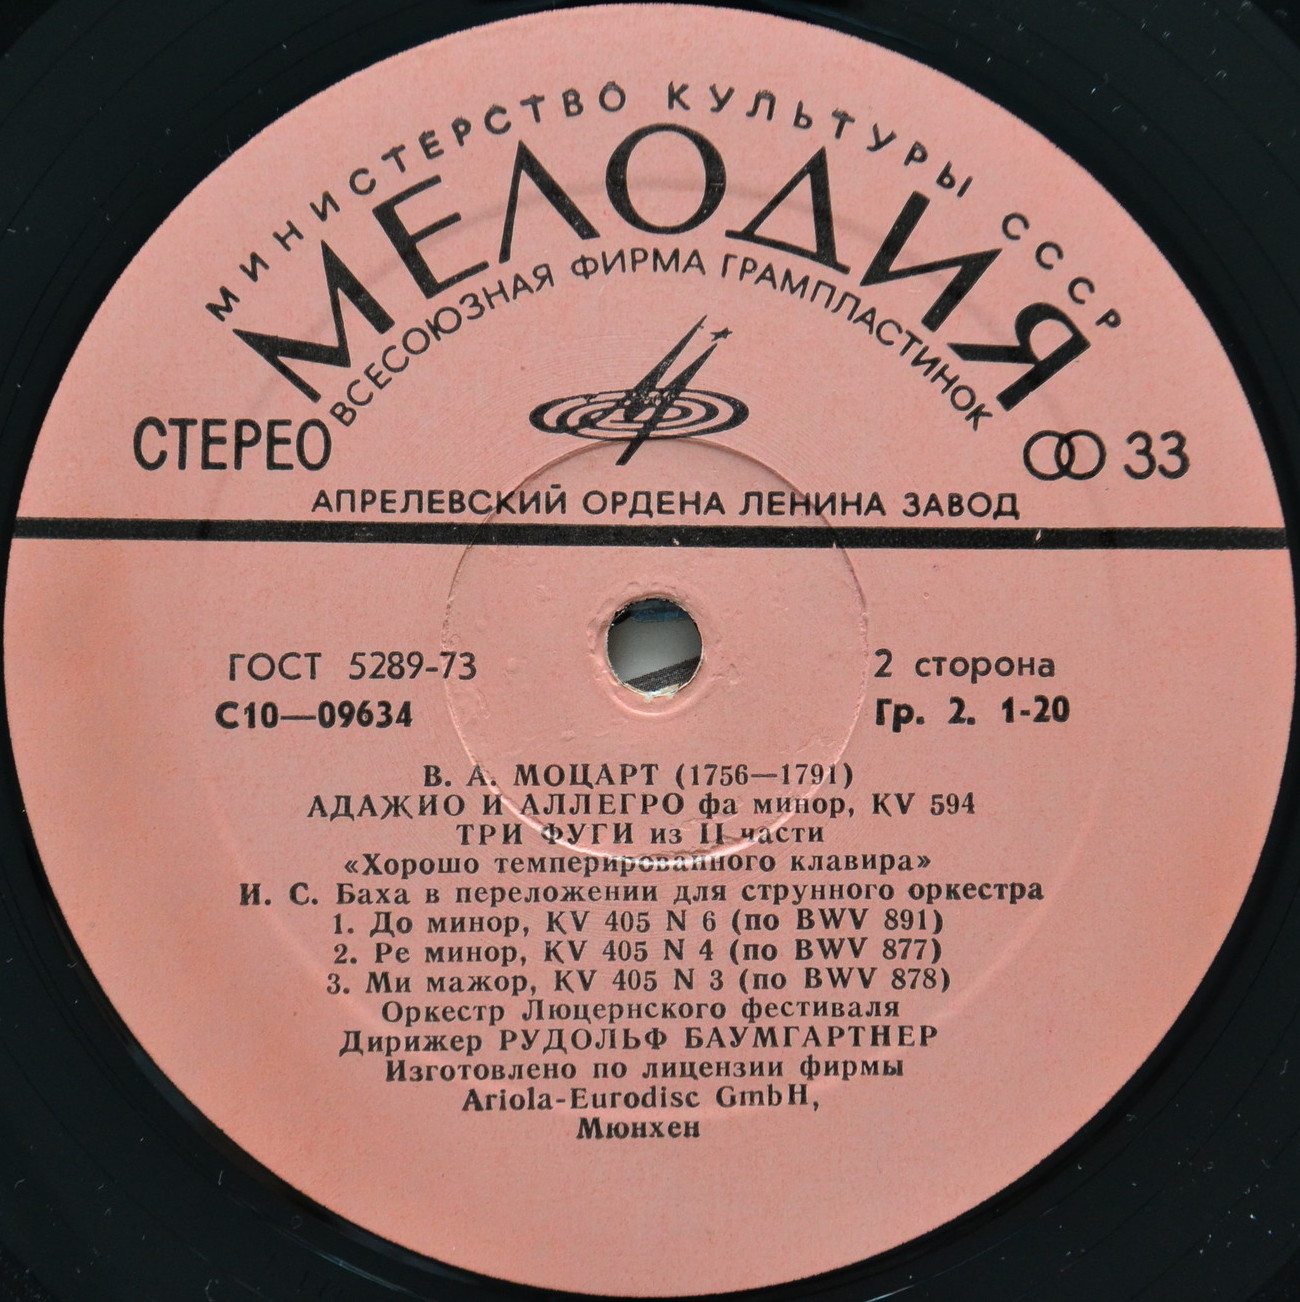 МИНИСТЕРСТВО КУЛЬТУРЫ СССР
МЕЛОДИЯ
ВСЕСОЮЗНАЯ ФИРМА ГРАМПЛАСТИНОК
СТЕРЕО
33
АПРЕЛЕВСКИЙ ОРДЕНА ЛЕНИНА ЗАВОД
ГОСТ 5289-73
2 сторона
С10—09634
Гр. 2. 1-20
В. А. МОЦАРТ (1756—1791)
АДАЖИО И АЛЛЕГРО фа минор, KV 594
ТРИ ФУГИ из II части
«Хорошо темперированного клавира»
И. С. Баха в переложении для струнного оркестра
1. До минор, KV 405 N 6 (по BWV 891)
2. Ре минор, KV 405 N 4 (по BWV 877)
3. Ми мажор, KV 405 N 3 (по BWV 878)
Оркестр Люцернского фестиваля
Дирижер РУДОЛЬФ БАУМГАРТНЕР
Изготовлено по лицензии фирмы
Ariola-Eurodisc GmbH,
Мюнхен